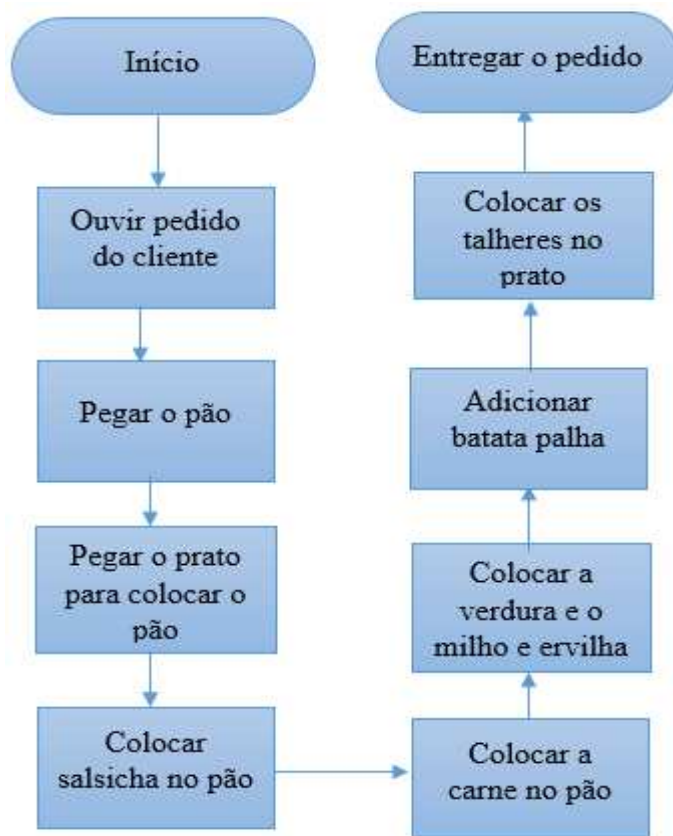 Início
Ouvir pedido
do cliente
Pegar o pão
Pegar o prato
para colocar o
pão
Colocar
salsicha no pão
Colocar a
carne no pão
Colocar a
verdura e o
milho e ervilha
Adicionar
batata palha
Colocar os
talheres no
prato
Entregar o pedido